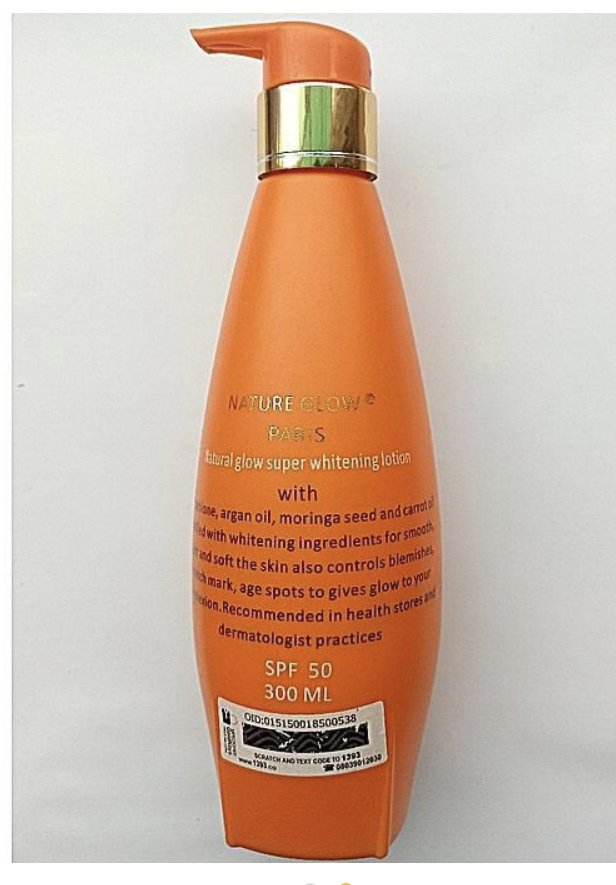 NATURE GLOW ©
PARIS
Natural glow super whitening lotion
with
argan oil, moringa seed and carrot oil
with whitening ingredients for smooth,
and soft the skin also controls blemishes,
mark, age spots to gives glow to your
Recommended in health stores and
dermatologist practices
SPF 50
300 ML
OID:015150018500538
SCRATCH AND TEXT CODE TO 1393
www.1393.co ☎ 08039012930